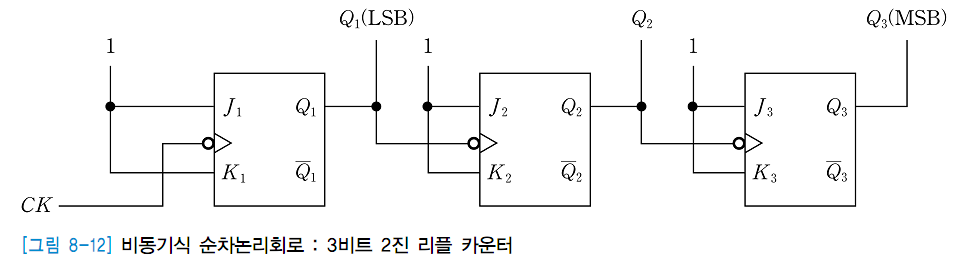 Q₁(LSB) Q₂ Q₃(MSB)
1 1 1
J₁ Q₁ J₂ Q₂ J₃ Q₃
K₁ Q̅₁ K₂ Q̅₂ K₃ Q̅₃
CK
[그림 8-12] 비동기식 순차논리회로 : 3비트 2진 리플 카운터